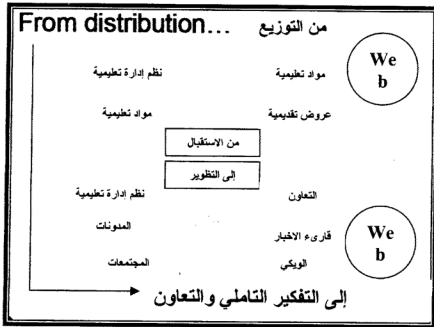 From distribution... من التوزيع
We
b
مواد تعليمية
نظم إدارة تعليمية
عروض تقديمية
مواد تعليمية
من الاستقبال
إلى التطوير
التعاون
نظم إدارة تعليمية
المدونات
قارىء الاخبار
We
b
الويكي
المجتمعات
إلى التفكير التاملي والتعاون